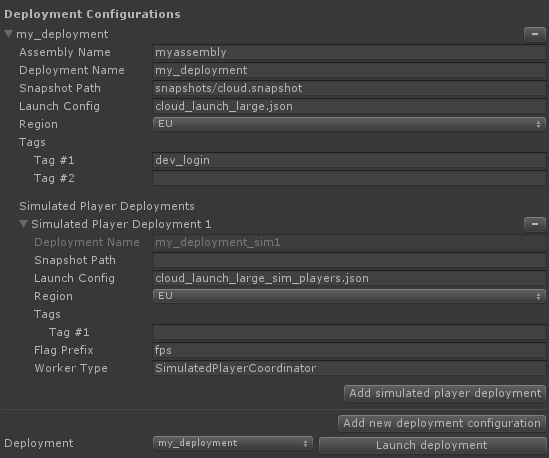 Deployment Configurations
my_deployment
Assembly Name myassembly
Deployment Name my_deployment
Snapshot Path snapshots/cloud.snapshot
Launch Config cloud_launch_large.json
Region EU
Tags
Tag #1 dev_login
Tag #2
Simulated Player Deployments
Simulated Player Deployment 1
Deployment Name my_deployment_sim1
Snapshot Path
Launch Config cloud_launch_large_sim_players.json
Region EU
Tags
Tag #1
Flag Prefix fps
Worker Type SimulatedPlayerCoordinator
Add simulated player deployment
Add new deployment configuration
Deployment my_deployment Launch deployment